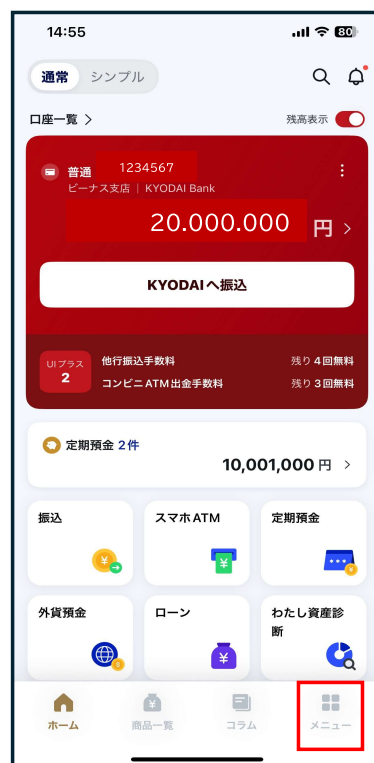 14:55
80
通常 シンプル
口座一覧 >
残高表示
普通 1234567
ビーナス支店 | KYODAI Bank
20.000.000 円 >
KYODAIへ振込
UIプラス
2
他行振込手数料 残り4回無料
コンビニATM出金手数料 残り3回無料
定期預金 2件
10,001,000 円 >
振込
スマホATM
定期預金
外貨預金
ローン
わたし資産診
断
ホーム
商品一覧
コラム
メニュー